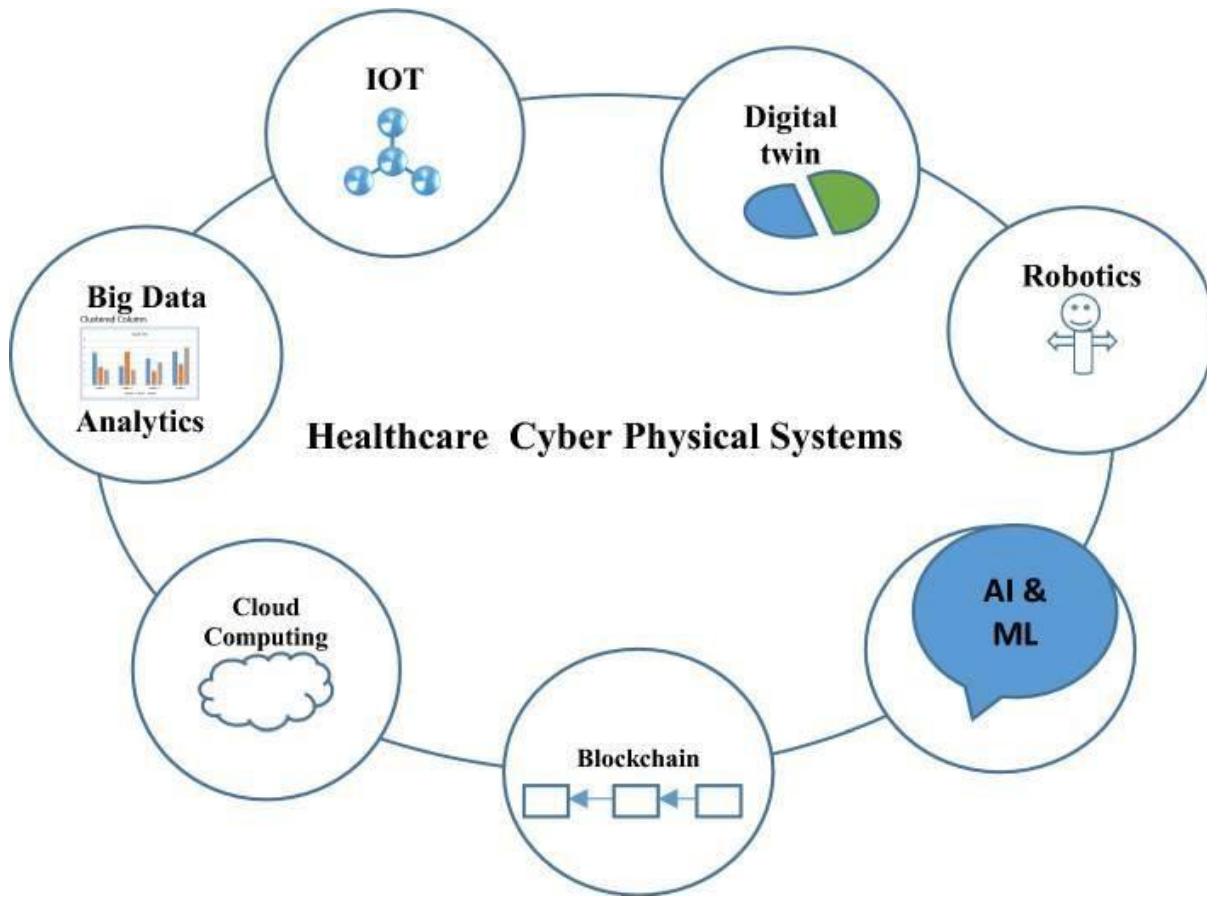 IOT
Digital
twin
Robotics
Big Data
Clustered Column
Analytics
Healthcare Cyber Physical Systems
AI &
ML
Cloud
Computing
Blockchain